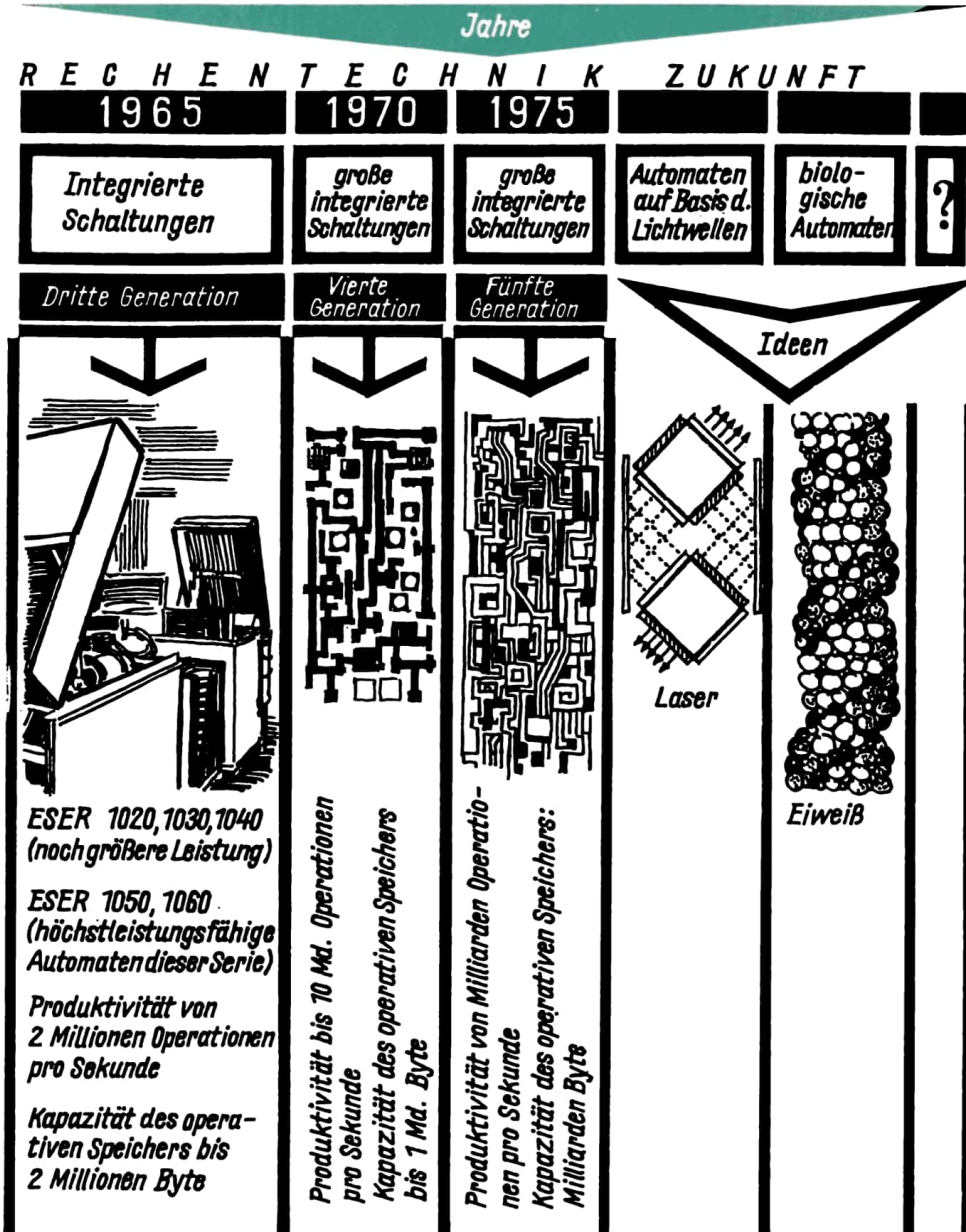 Jahre
RECHENTECHNIK ZUKUNFT
1965
1970
1975
Integrierte
Schaltungen
große
integrierte
Schaltungen
große
integrierte
Schaltungen
Automaten
auf Basis d.
Lichtwellen
biolo-
gische
Automaten
?
Dritte Generation
Vierte
Generation
Fünfte
Generation
Ideen
ESER 1020, 1030, 1040
(noch größere Leistung)
ESER 1050, 1060
(höchstleistungsfähige
Automaten dieser Serie)
Produktivität von
2 Millionen Operationen
pro Sekunde
Kapazität des opera-
tiven Speichers bis
2 Millionen Byte
Produktivität bis 10 Md. Operationen
pro Sekunde
Kapazität des operativen Speichers
bis 1 Md. Byte
Produktivität von Milliarden Operatio-
nen pro Sekunde
Kapazität des operativen Speichers:
Milliarden Byte
Laser
Eiweiß